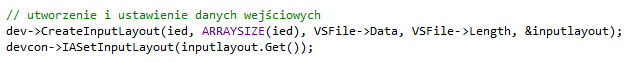 // utworzenie i ustawienie danych wejściowych
dev->CreateInputLayout(ied, ARRAYSIZE(ied), VSFile->Data, VSFile->Length, &inputlayout);
devcon->IASetInputLayout(inputlayout.Get());